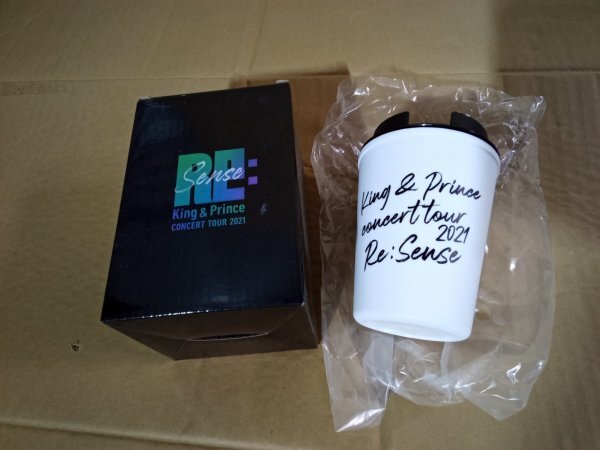 RE:
Sense
King & Prince
CONCERT TOUR 2021
King & Prince
concert tour
2021
Re:Sense